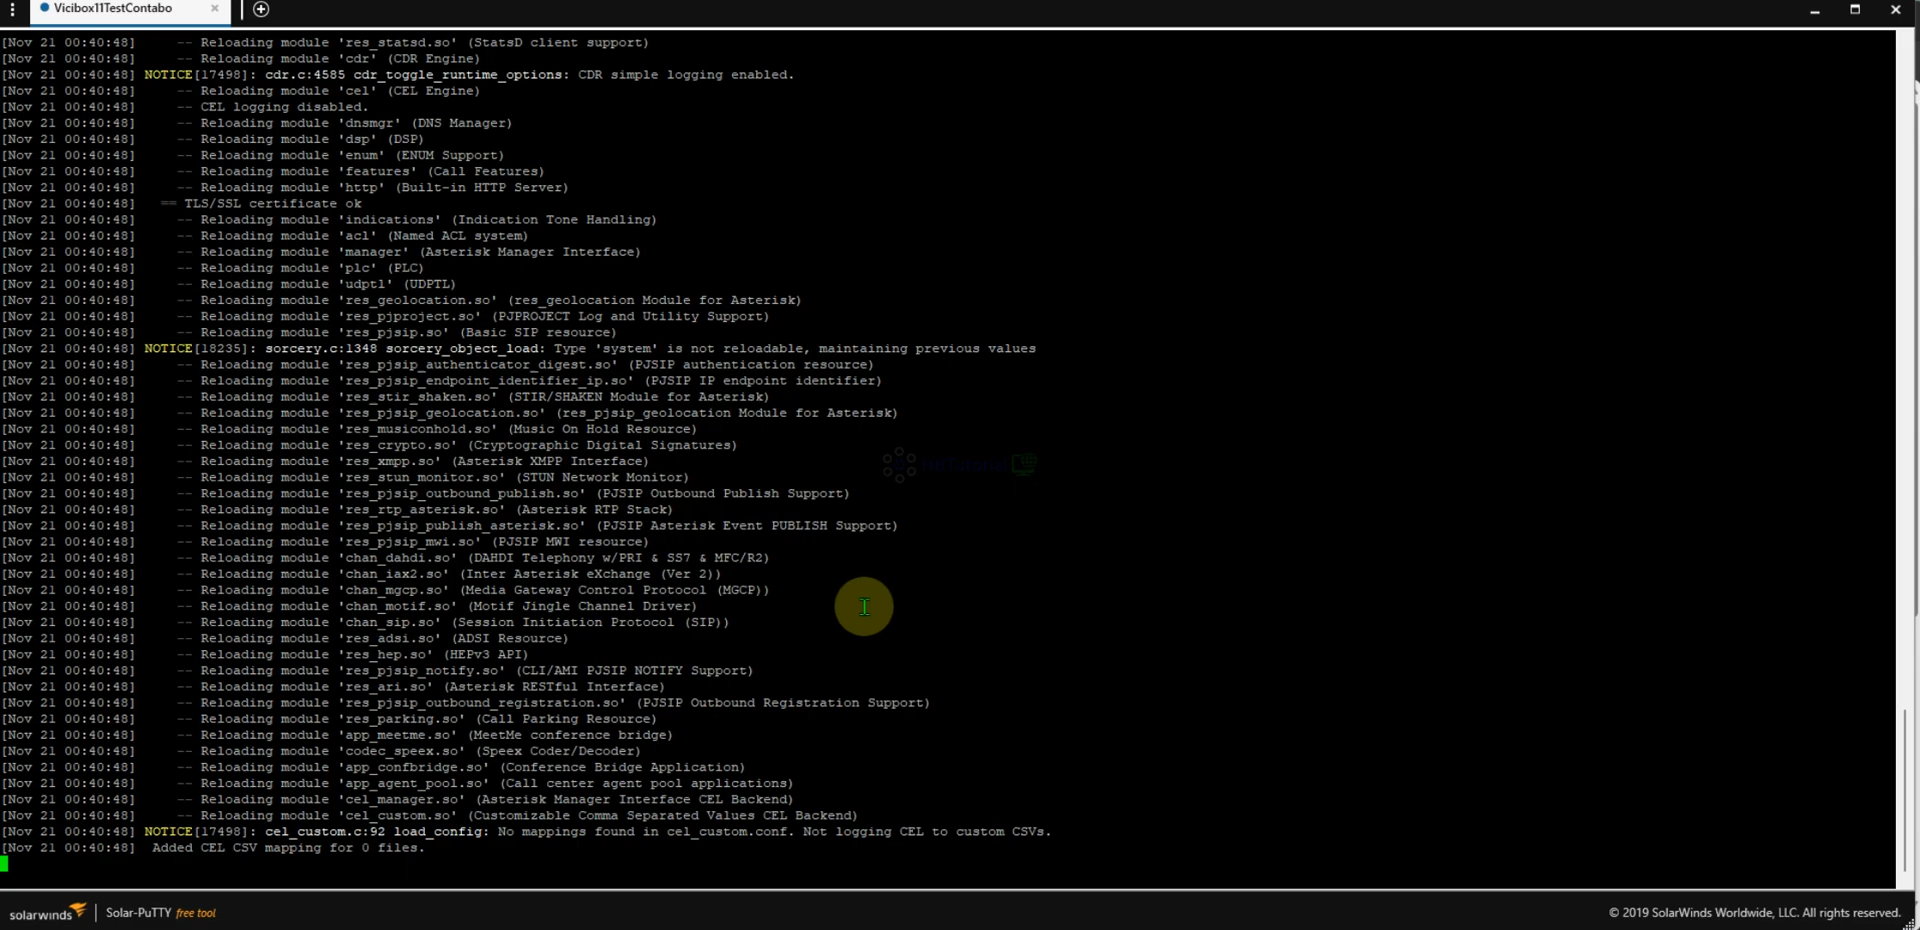 Vicibox11TestContabo
[Nov 21 00:40:48]     -- Reloading module 'res_statsd.so' (StatsD client support)
[Nov 21 00:40:48]     -- Reloading module 'cdr' (CDR Engine)
[Nov 21 00:40:48] NOTICE[17498]: cdr.c:4585 cdr_toggle_runtime_options: CDR simple logging enabled.
[Nov 21 00:40:48]     -- Reloading module 'cel' (CEL Engine)
[Nov 21 00:40:48]     -- CEL logging disabled.
[Nov 21 00:40:48]     -- Reloading module 'dnsmgr' (DNS Manager)
[Nov 21 00:40:48]     -- Reloading module 'dsp' (DSP)
[Nov 21 00:40:48]     -- Reloading module 'enum' (ENUM Support)
[Nov 21 00:40:48]     -- Reloading module 'features' (Call Features)
[Nov 21 00:40:48]     -- Reloading module 'http' (Built-in HTTP Server)
[Nov 21 00:40:48]   == TLS/SSL certificate ok
[Nov 21 00:40:48]     -- Reloading module 'indications' (Indication Tone Handling)
[Nov 21 00:40:48]     -- Reloading module 'acl' (Named ACL system)
[Nov 21 00:40:48]     -- Reloading module 'manager' (Asterisk Manager Interface)
[Nov 21 00:40:48]     -- Reloading module 'plc' (PLC)
[Nov 21 00:40:48]     -- Reloading module 'udptl' (UDPTL)
[Nov 21 00:40:48]     -- Reloading module 'res_geolocation.so' (res_geolocation Module for Asterisk)
[Nov 21 00:40:48]     -- Reloading module 'res_pjproject.so' (PJPROJECT Log and Utility Support)
[Nov 21 00:40:48]     -- Reloading module 'res_pjsip.so' (Basic SIP resource)
[Nov 21 00:40:48] NOTICE[18235]: sorcery.c:1348 sorcery_object_load: Type 'system' is not reloadable, maintaining previous values
[Nov 21 00:40:48]     -- Reloading module 'res_pjsip_authenticator_digest.so' (PJSIP authentication resource)
[Nov 21 00:40:48]     -- Reloading module 'res_pjsip_endpoint_identifier_ip.so' (PJSIP IP endpoint identifier)
[Nov 21 00:40:48]     -- Reloading module 'res_stir_shaken.so' (STIR/SHAKEN Module for Asterisk)
[Nov 21 00:40:48]     -- Reloading module 'res_pjsip_geolocation.so' (res_pjsip_geolocation Module for Asterisk)
[Nov 21 00:40:48]     -- Reloading module 'res_musiconhold.so' (Music On Hold Resource)
[Nov 21 00:40:48]     -- Reloading module 'res_crypto.so' (Cryptographic Digital Signatures)
[Nov 21 00:40:48]     -- Reloading module 'res_xmpp.so' (Asterisk XMPP Interface)
[Nov 21 00:40:48]     -- Reloading module 'res_stun_monitor.so' (STUN Network Monitor)
[Nov 21 00:40:48]     -- Reloading module 'res_pjsip_outbound_publish.so' (PJSIP Outbound Publish Support)
[Nov 21 00:40:48]     -- Reloading module 'res_rtp_asterisk.so' (Asterisk RTP Stack)
[Nov 21 00:40:48]     -- Reloading module 'res_pjsip_publish_asterisk.so' (PJSIP Asterisk Event PUBLISH Support)
[Nov 21 00:40:48]     -- Reloading module 'res_pjsip_mwi.so' (PJSIP MWI resource)
[Nov 21 00:40:48]     -- Reloading module 'chan_dahdi.so' (DAHDI Telephony w/PRI & SS7 & MFC/R2)
[Nov 21 00:40:48]     -- Reloading module 'chan_iax2.so' (Inter Asterisk eXchange (Ver 2))
[Nov 21 00:40:48]     -- Reloading module 'chan_mgcp.so' (Media Gateway Control Protocol (MGCP))
[Nov 21 00:40:48]     -- Reloading module 'chan_motif.so' (Motif Jingle Channel Driver)
[Nov 21 00:40:48]     -- Reloading module 'chan_sip.so' (Session Initiation Protocol (SIP))
[Nov 21 00:40:48]     -- Reloading module 'res_adsi.so' (ADSI Resource)
[Nov 21 00:40:48]     -- Reloading module 'res_hep.so' (HEPv3 API)
[Nov 21 00:40:48]     -- Reloading module 'res_pjsip_notify.so' (CLI/AMI PJSIP NOTIFY Support)
[Nov 21 00:40:48]     -- Reloading module 'res_ari.so' (Asterisk RESTful Interface)
[Nov 21 00:40:48]     -- Reloading module 'res_pjsip_outbound_registration.so' (PJSIP Outbound Registration Support)
[Nov 21 00:40:48]     -- Reloading module 'res_parking.so' (Call Parking Resource)
[Nov 21 00:40:48]     -- Reloading module 'app_meetme.so' (MeetMe conference bridge)
[Nov 21 00:40:48]     -- Reloading module 'codec_speex.so' (Speex Coder/Decoder)
[Nov 21 00:40:48]     -- Reloading module 'app_confbridge.so' (Conference Bridge Application)
[Nov 21 00:40:48]     -- Reloading module 'app_agent_pool.so' (Call center agent pool applications)
[Nov 21 00:40:48]     -- Reloading module 'cel_manager.so' (Asterisk Manager Interface CEL Backend)
[Nov 21 00:40:48]     -- Reloading module 'cel_custom.so' (Customizable Comma Separated Values CEL Backend)
[Nov 21 00:40:48] NOTICE[17498]: cel_custom.c:92 load_config: No mappings found in cel_custom.conf. Not logging CEL to custom CSVs.
[Nov 21 00:40:48]  Added CEL CSV mapping for 0 files.
solarwinds | Solar-PuTTY free tool
© 2019 SolarWinds Worldwide, LLC. All rights reserved.